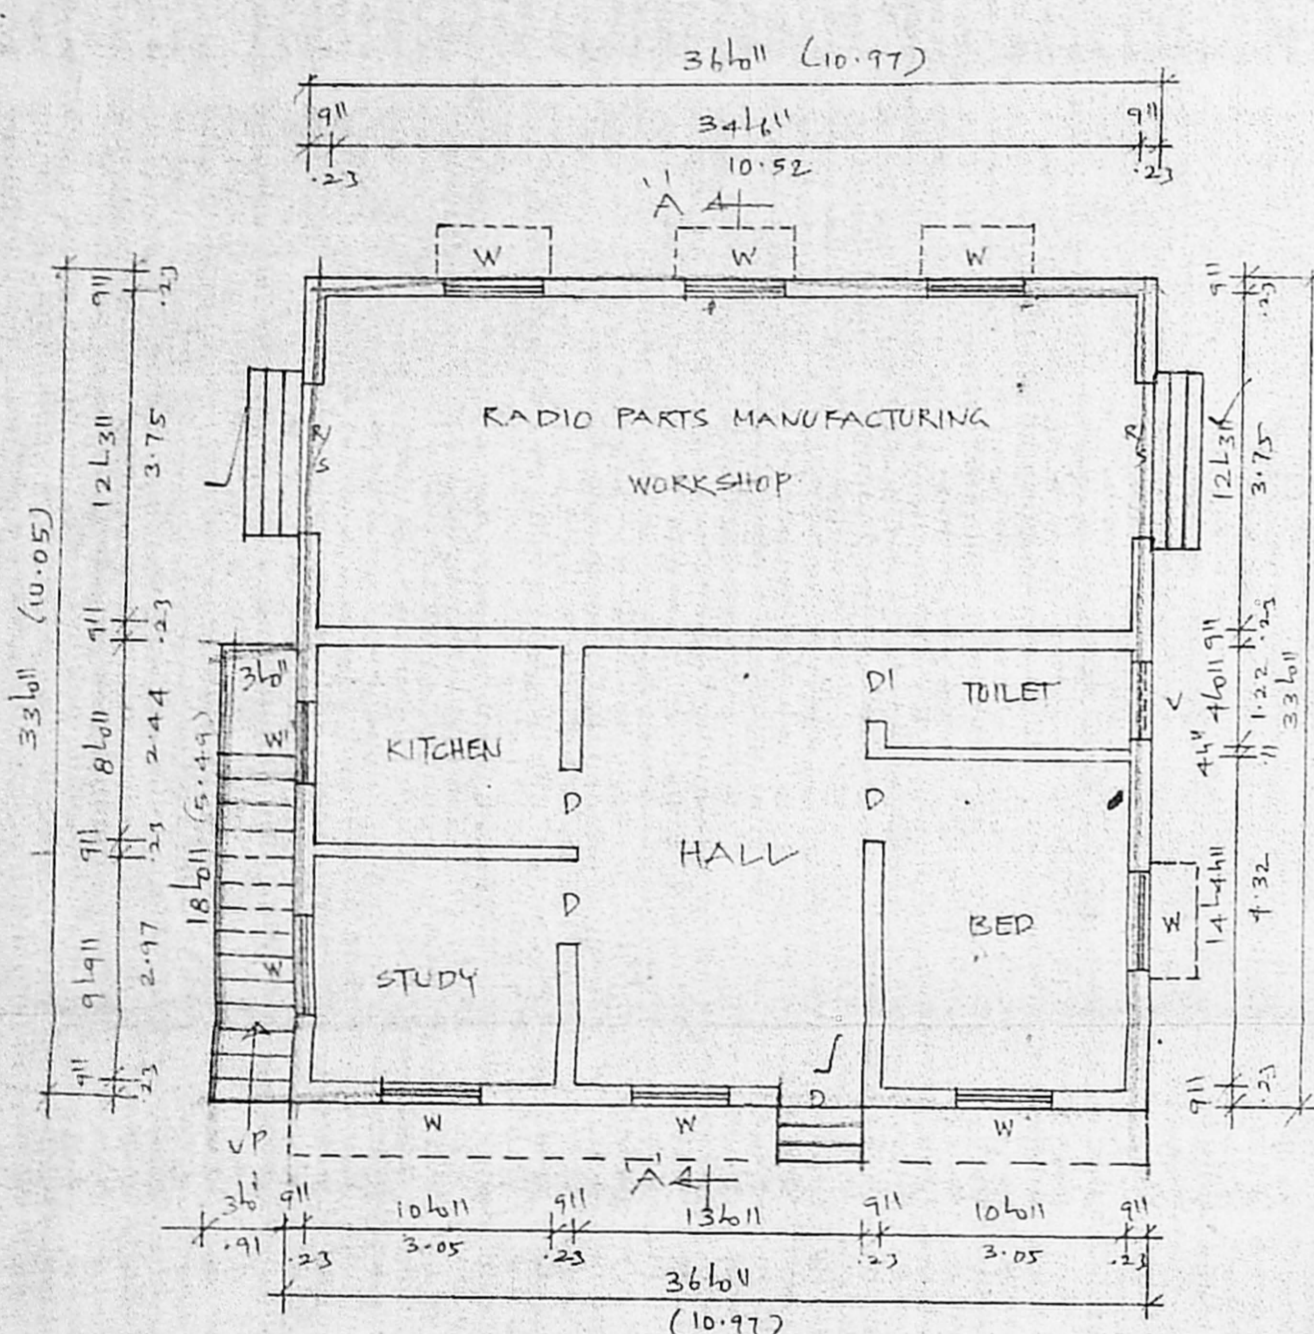 36'0" (10.97)
9" 34'6" 9"
.23 10.52 .23
'A'
W W W
9" .23
12'3" 3.75
9" .23
8'0" 2.44
9" .23
9'9" 2.97
9" .23
33'0" (10.05)
R/S
RADIO PARTS MANUFACTURING
WORKSHOP
R/S
9" .23
12'3" 3.75
9" .23
4'0" 1.22
4½" .11
14'4½" 4.32
9" .23
33'0"
3'0"
W
18'0" (5.49)
KITCHEN
D1
TOILET
V
D
D
HALL
D
BED
W
STUDY
W
D
UP
W W W
'A'
3'0" 9" 10'0" 9" 13'0" 9" 10'0" 9"
.91 .23 3.05 .23 .23 3.05 .23
36'0"
(10.97)